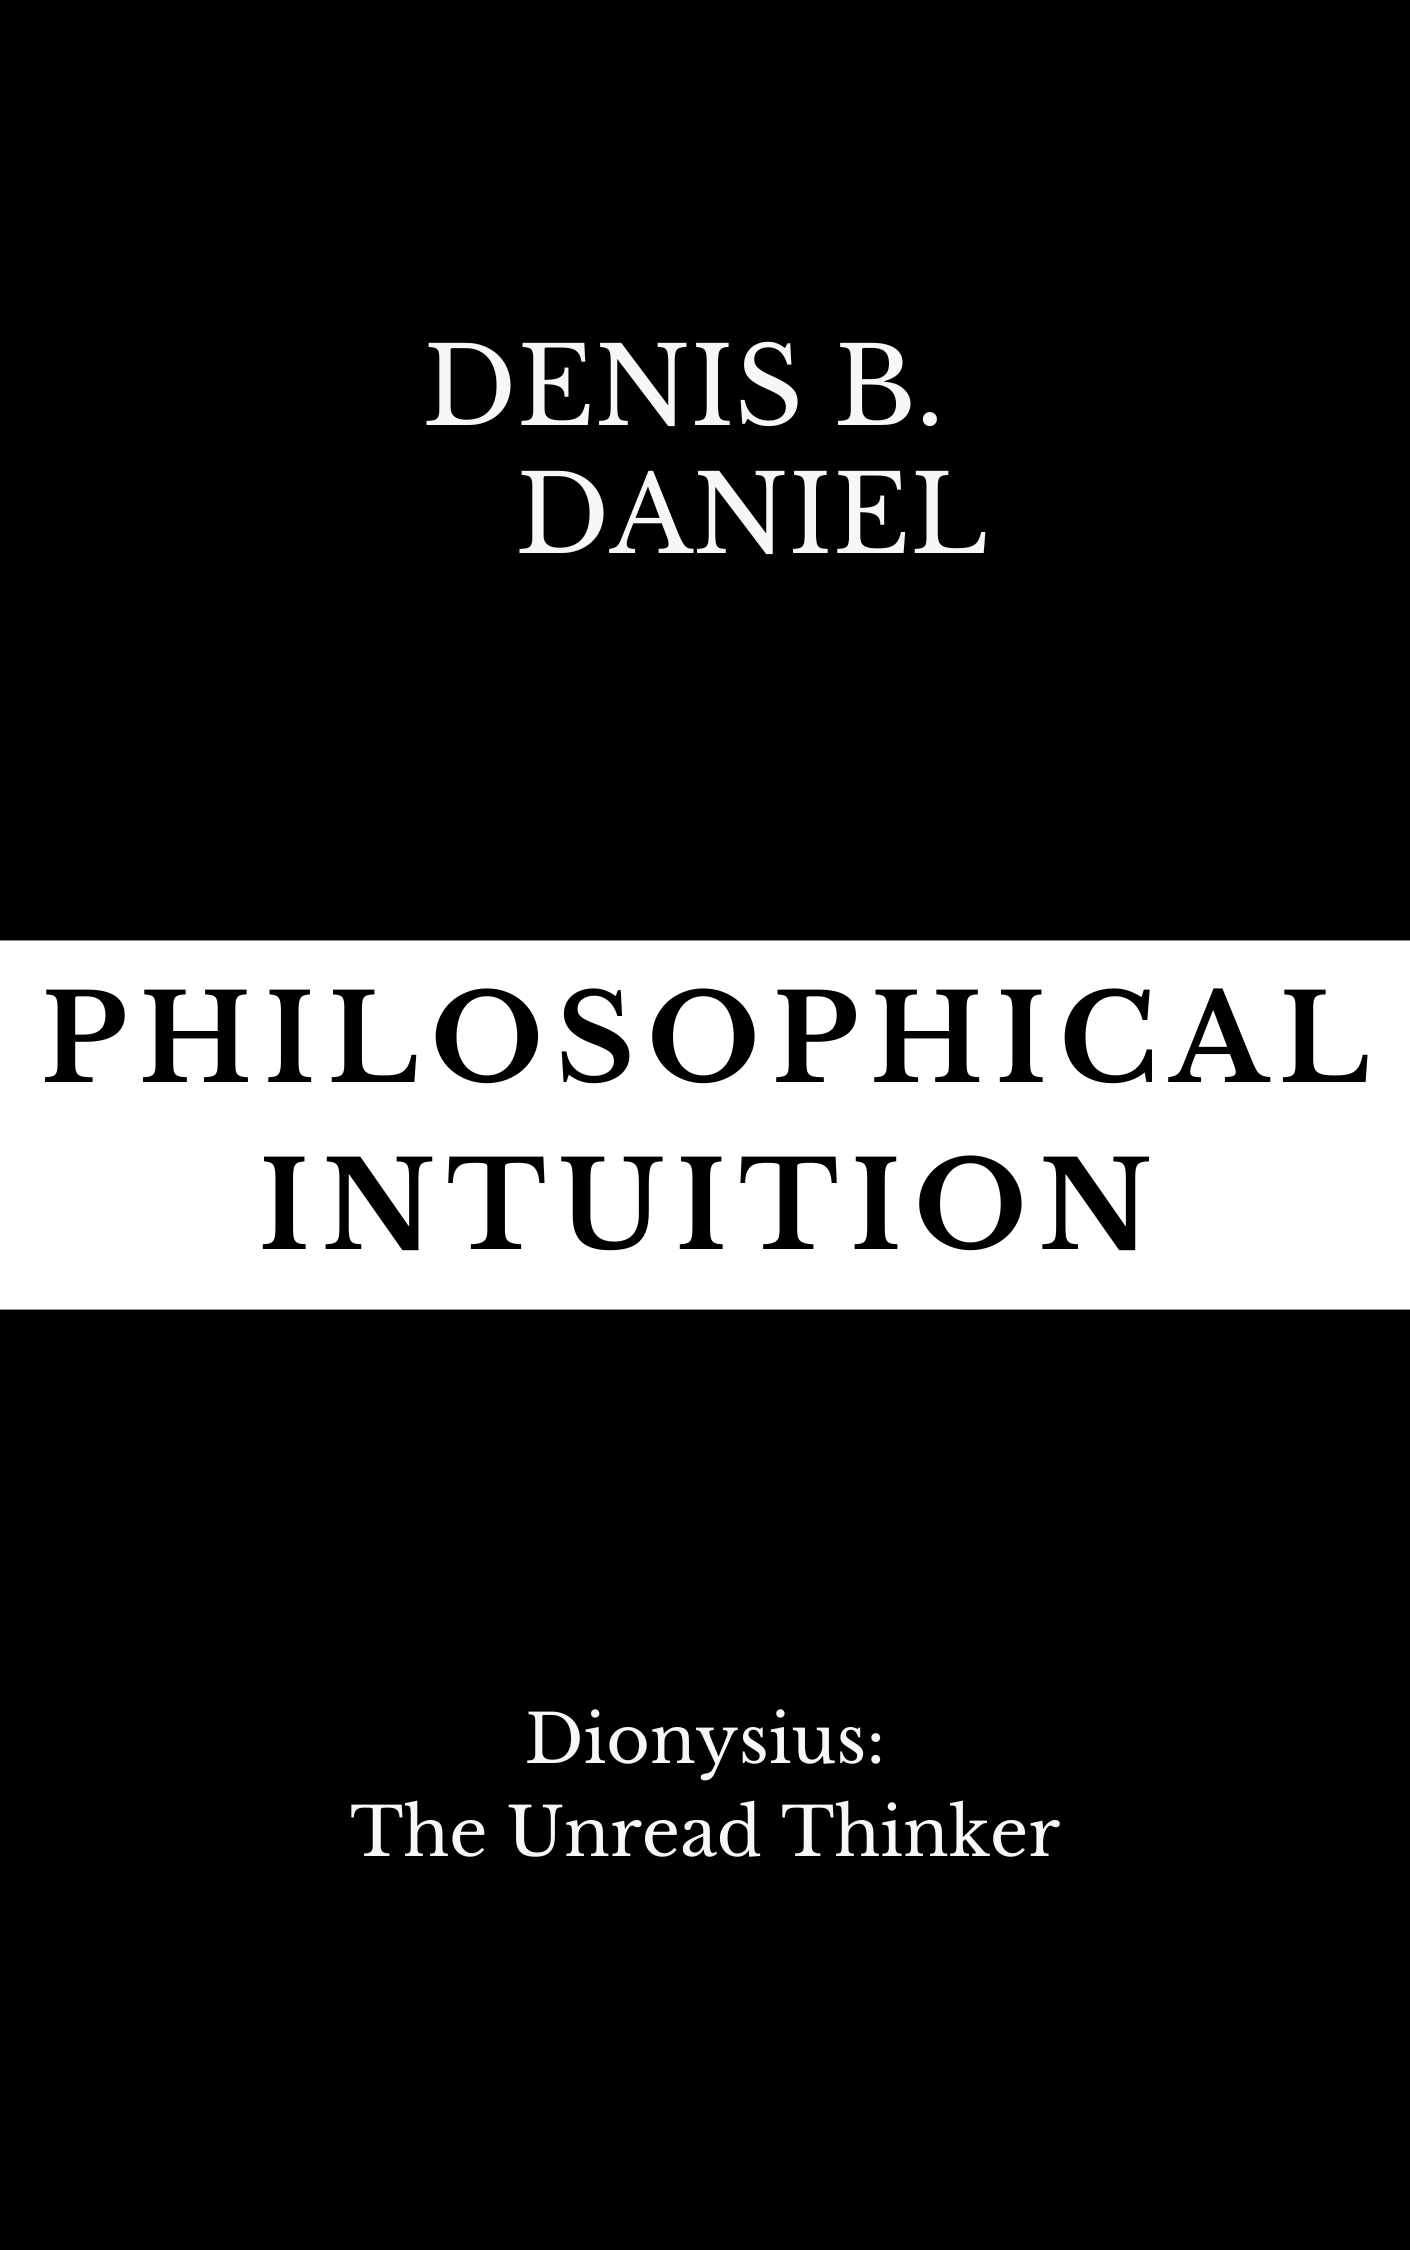 DENIS B.
DANIEL
PHILOSOPHICAL
INTUITION
Dionysius:
The Unread Thinker